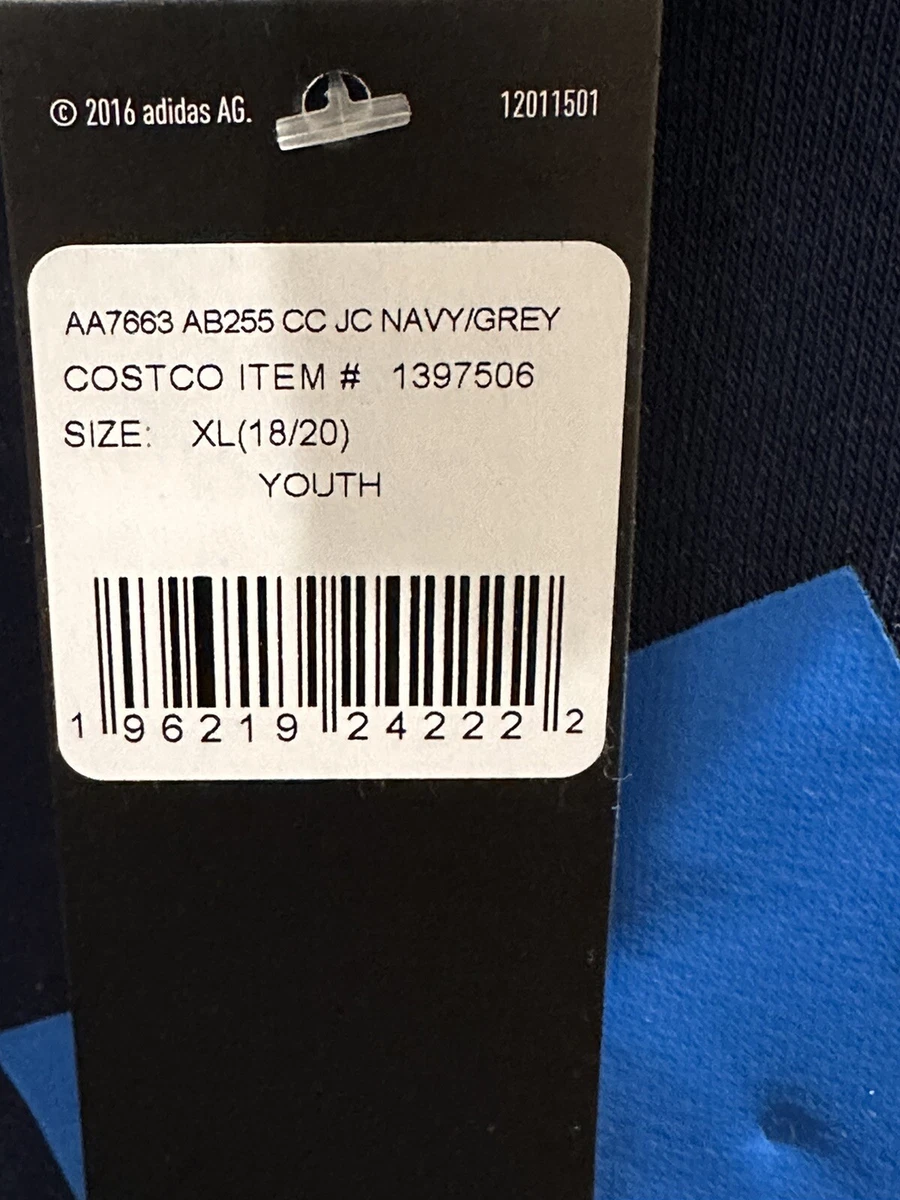 © 2016 adidas AG. 12011501
AA7663 AB255 CC JC NAVY/GREY
COSTCO ITEM # 1397506
SIZE: XL(18/20)
YOUTH
1 96219 24222 2